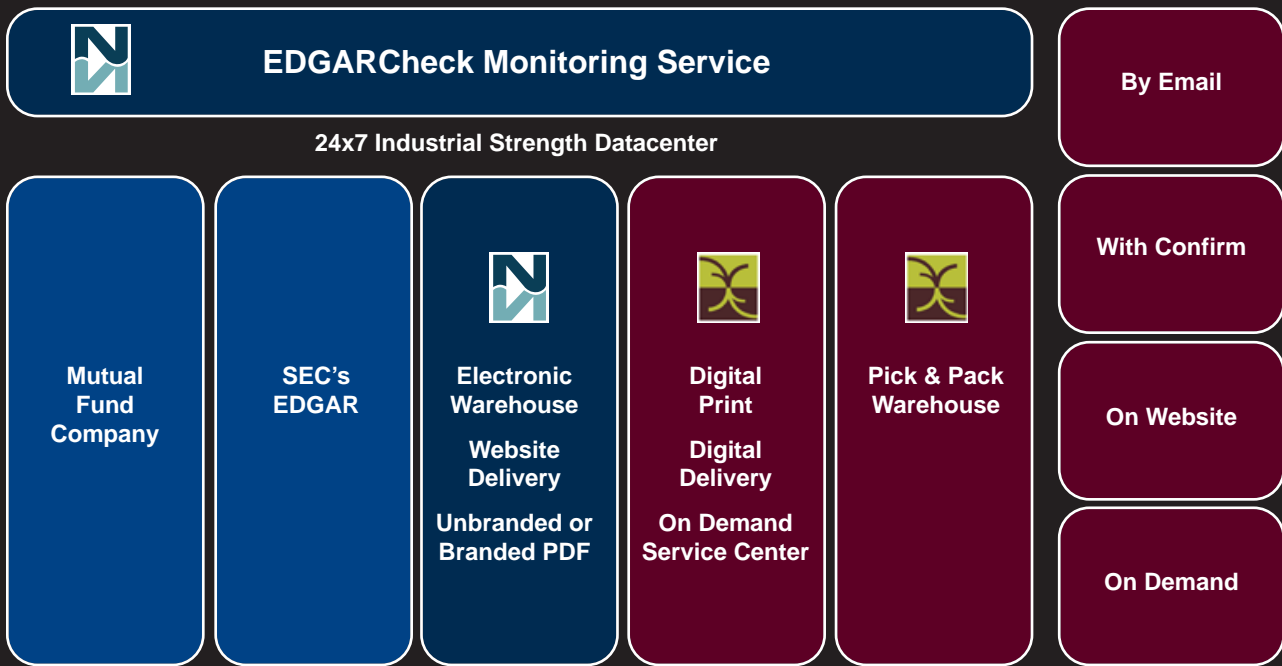 EDGARCheck Monitoring Service
24x7 Industrial Strength Datacenter
Mutual
Fund
Company
SEC’s
EDGAR
Electronic
Warehouse
Website
Delivery
Unbranded or
Branded PDF
Digital
Print
Digital
Delivery
On Demand
Service Center
Pick & Pack
Warehouse
By Email
With Confirm
On Website
On Demand